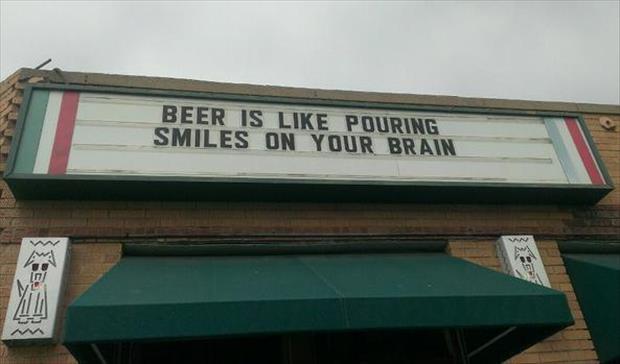 BEER IS LIKE POURING
SMILES ON YOUR BRAIN